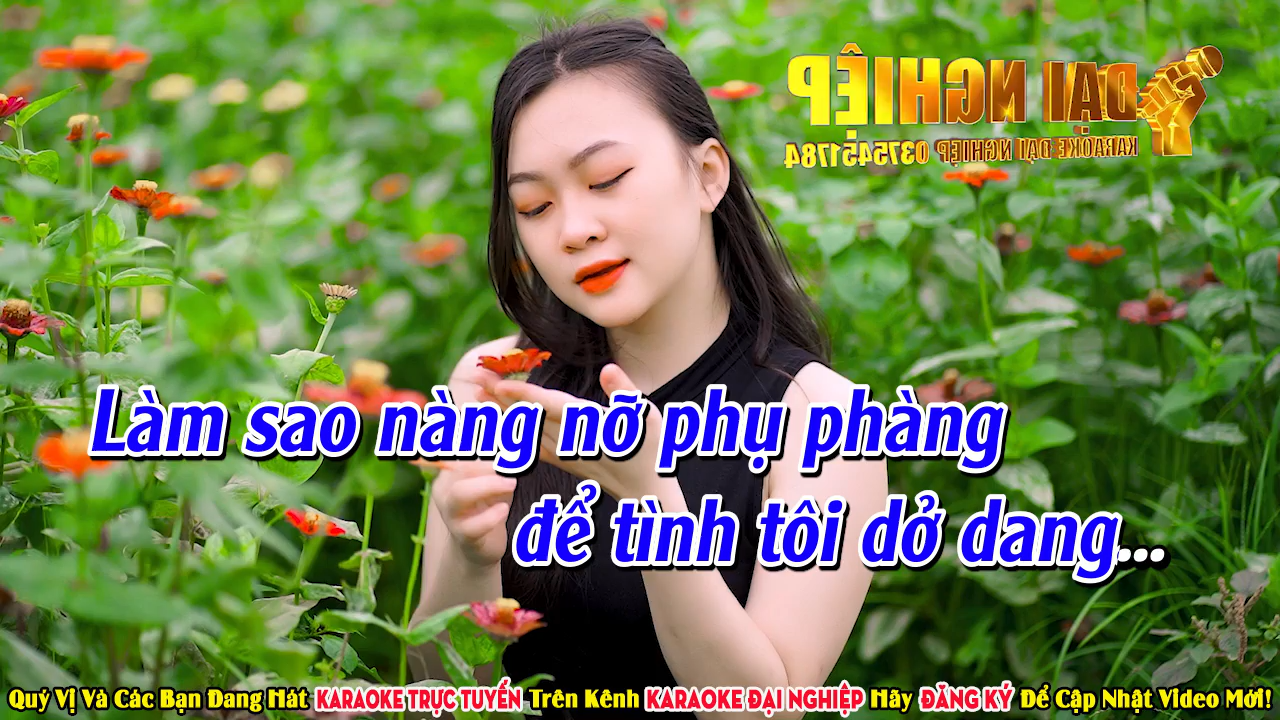 ĐẠI NGHIỆP
KARAOKE ĐẠI NGHIỆP 0375451784
Làm sao nàng nỡ phụ phàng
để tình tôi dở dang...
Quý Vị Và Các Bạn Đang Hát KARAOKE TRỰC TUYẾN Trên Kênh KARAOKE ĐẠI NGHIỆP Hãy ĐĂNG KÝ Để Cập Nhật Video Mới!